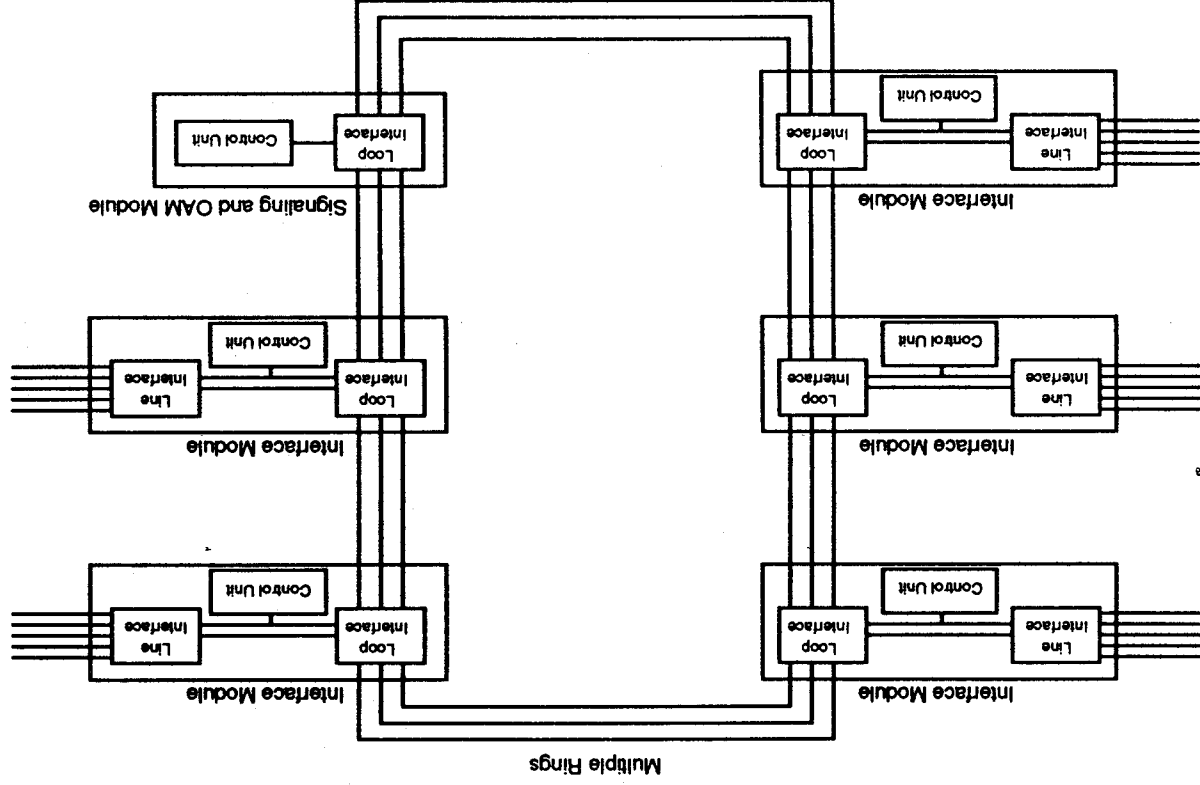 Multiple Rings
Interface Module
Line
Interface
Loop
Interface
Control Unit
Interface Module
Loop
Interface
Line
Interface
Control Unit
Interface Module
Line
Interface
Loop
Interface
Control Unit
Interface Module
Loop
Interface
Line
Interface
Control Unit
Interface Module
Line
Interface
Loop
Interface
Control Unit
Signaling and OAM Module
Loop
Interface
Control Unit